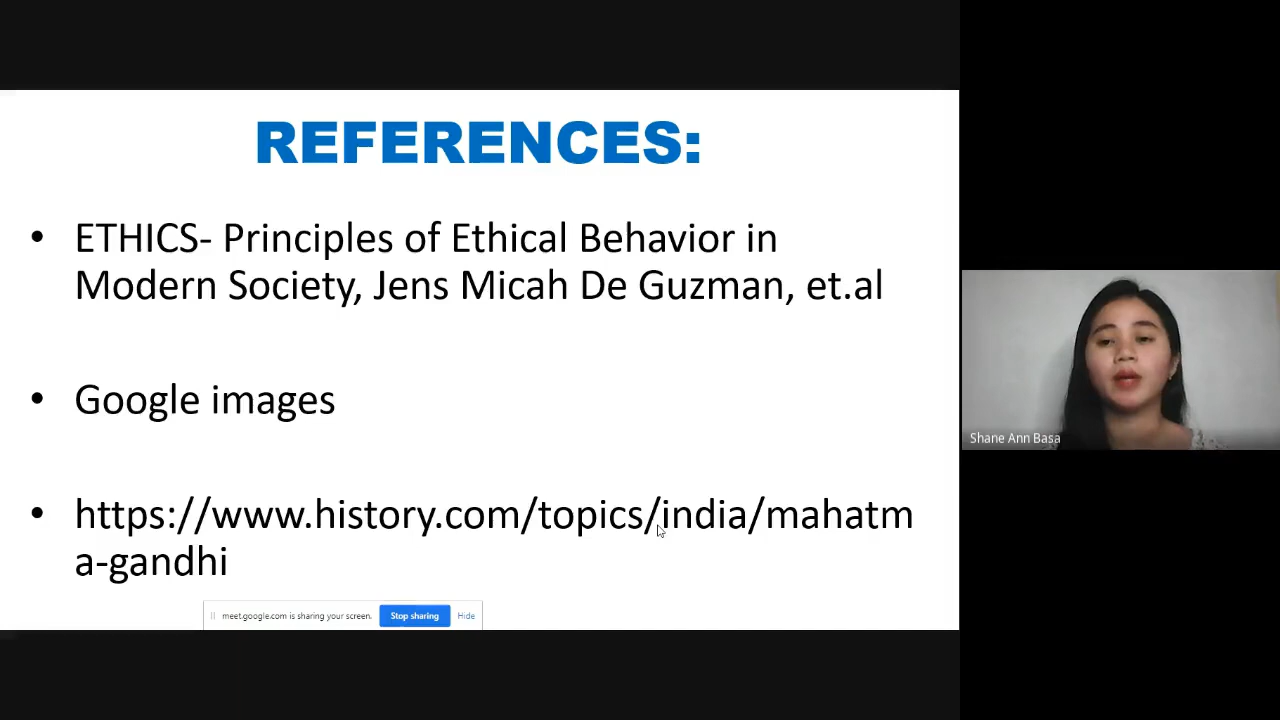 REFERENCES:
• ETHICS- Principles of Ethical Behavior in
Modern Society, Jens Micah De Guzman, et.al
• Google images
• https://www.history.com/topics/india/mahatm
a-gandhi
meet.google.com is sharing your screen. Stop sharing Hide
Shane Ann Basa